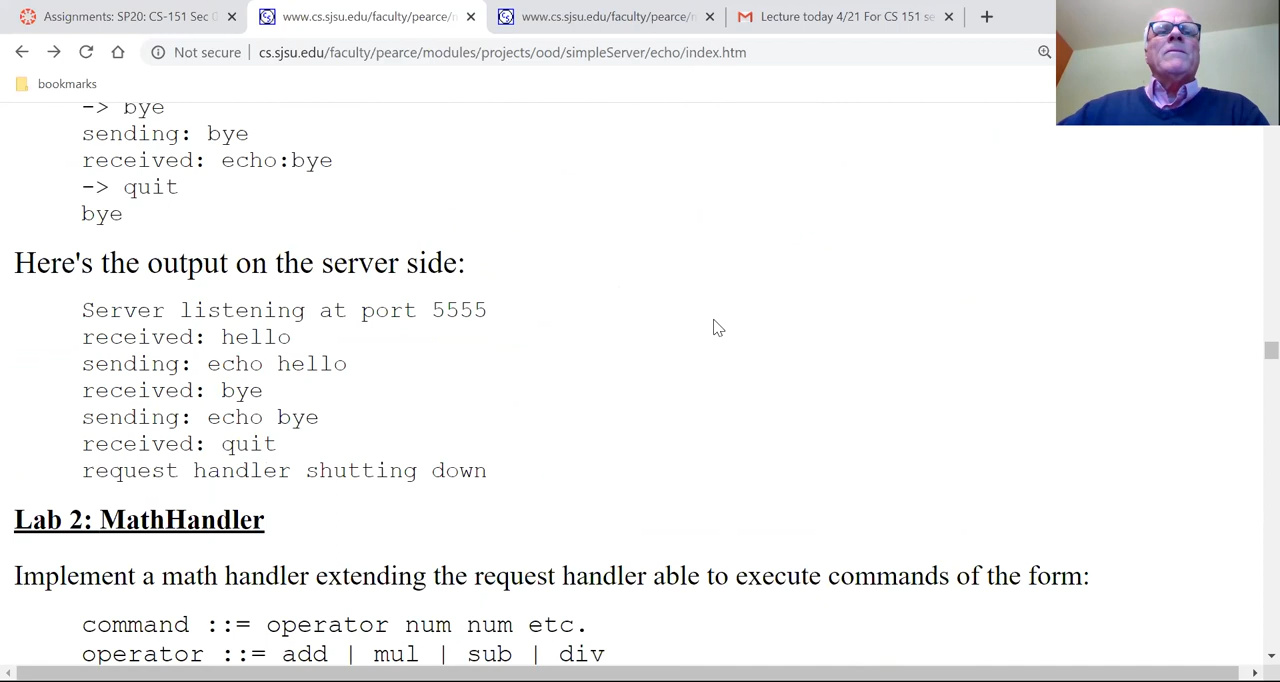 Assignments: SP20: CS-151 Sec
www.cs.sjsu.edu/faculty/pearce/
www.cs.sjsu.edu/faculty/pearce/
Lecture today 4/21 For CS 151 se
Not secure
cs.sjsu.edu/faculty/pearce/modules/projects/ood/simpleServer/echo/index.htm
bookmarks
-> bye
sending: bye
received: echo:bye
-> quit
bye
Here's the output on the server side:
Server listening at port 5555
received: hello
sending: echo hello
received: bye
sending: echo bye
received: quit
request handler shutting down
Lab 2: MathHandler
Implement a math handler extending the request handler able to execute commands of the form:
command ::= operator num num etc.
operator ::= add | mul | sub | div